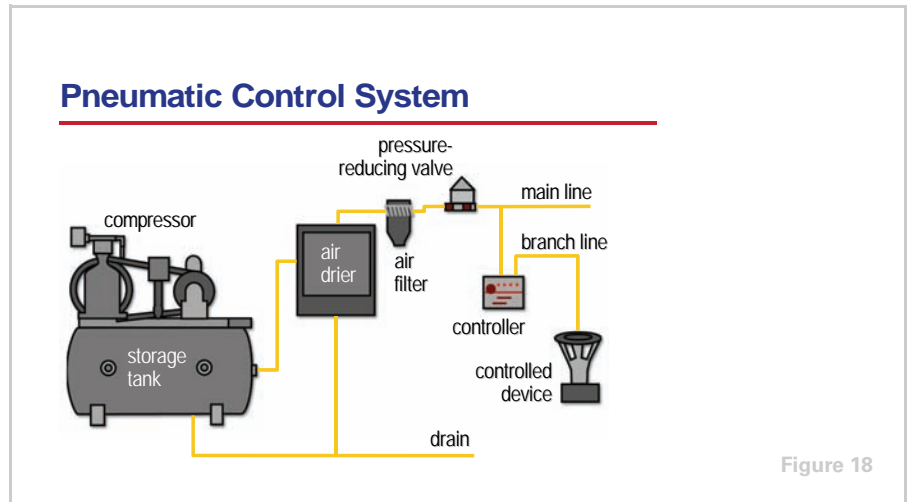 Pneumatic Control System
pressure-
reducing valve
main line
compressor
branch line
air
drier
air
filter
controller
storage
tank
controlled
device
drain
Figure 18